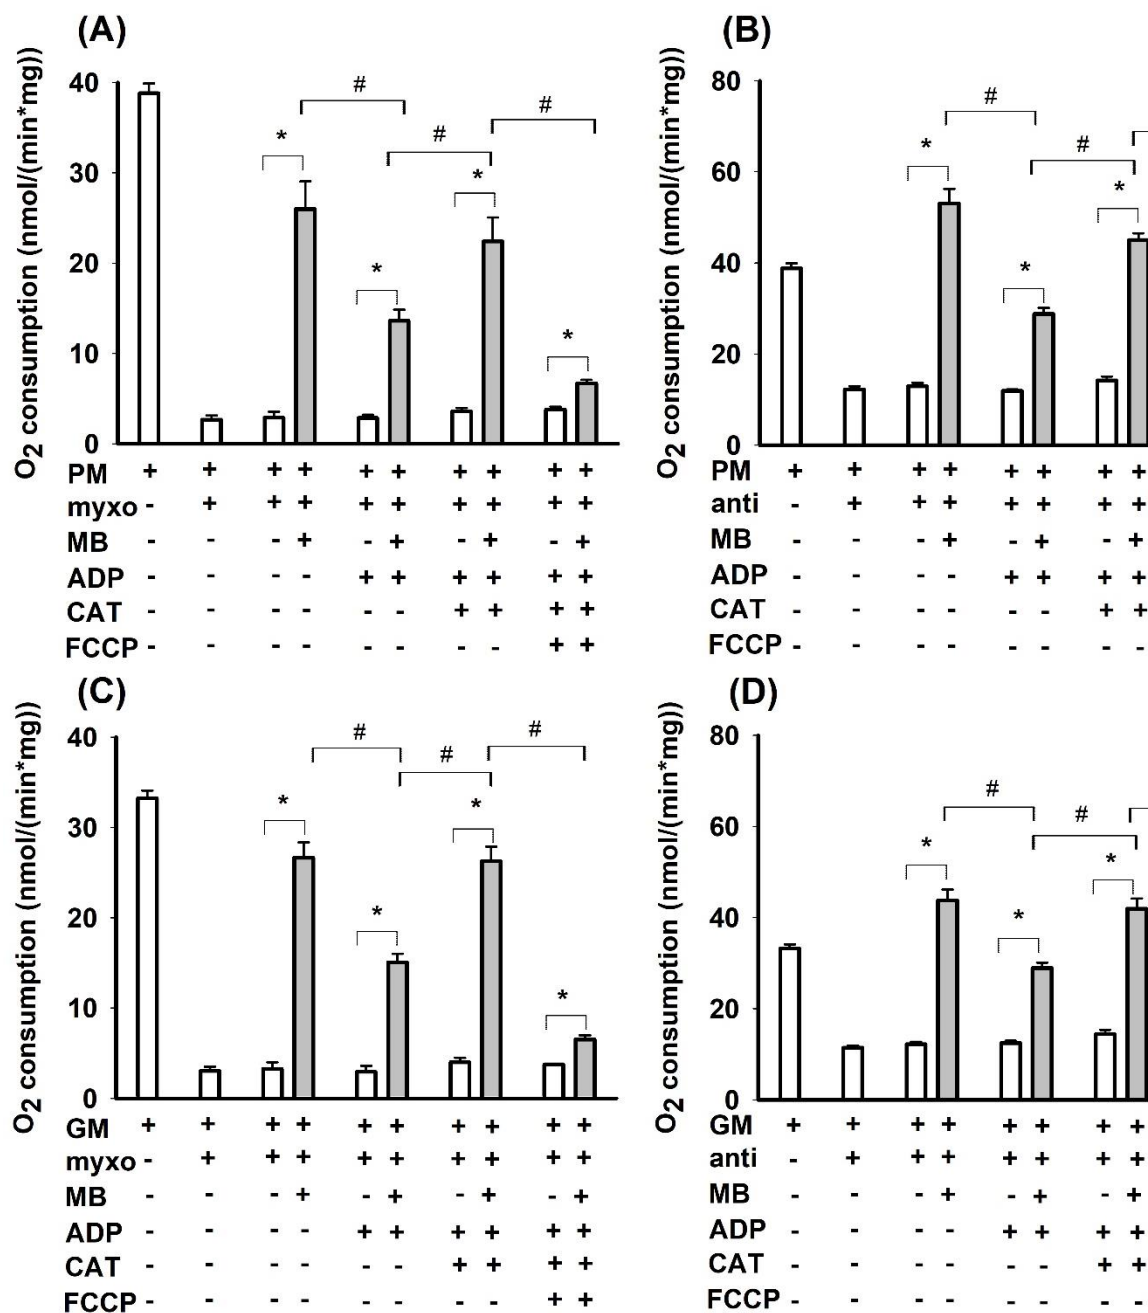 (A)
O2 consumption (nmol/(min*mg))
40
30
20
10
0
* # * # * # *
PM + + + + + + + + + +
myxo - + + + + + + + + +
MB - - - + - + - + - +
ADP - - - - + + + + + +
CAT - - - - - - + + + +
FCCP - - - - - - - - + +
(B)
O2 consumption (nmol/(min*mg))
80
60
40
20
0
* # * # *
PM + + + + + + + +
anti - + + + + + + +
MB - - - + - + - +
ADP - - - - + + + +
CAT - - - - - - + +
FCCP - - - - - - - -
(C)
O2 consumption (nmol/(min*mg))
40
30
20
10
0
* # * # * # *
GM + + + + + + + + + +
myxo - + + + + + + + + +
MB - - - + - + - + - +
ADP - - - - + + + + + +
CAT - - - - - - + + + +
FCCP - - - - - - - - + +
(D)
O2 consumption (nmol/(min*mg))
80
60
40
20
0
* # * # *
GM + + + + + + + +
anti - + + + + + + +
MB - - - + - + - +
ADP - - - - + + + +
CAT - - - - - - + +
FCCP - - - - - - - -